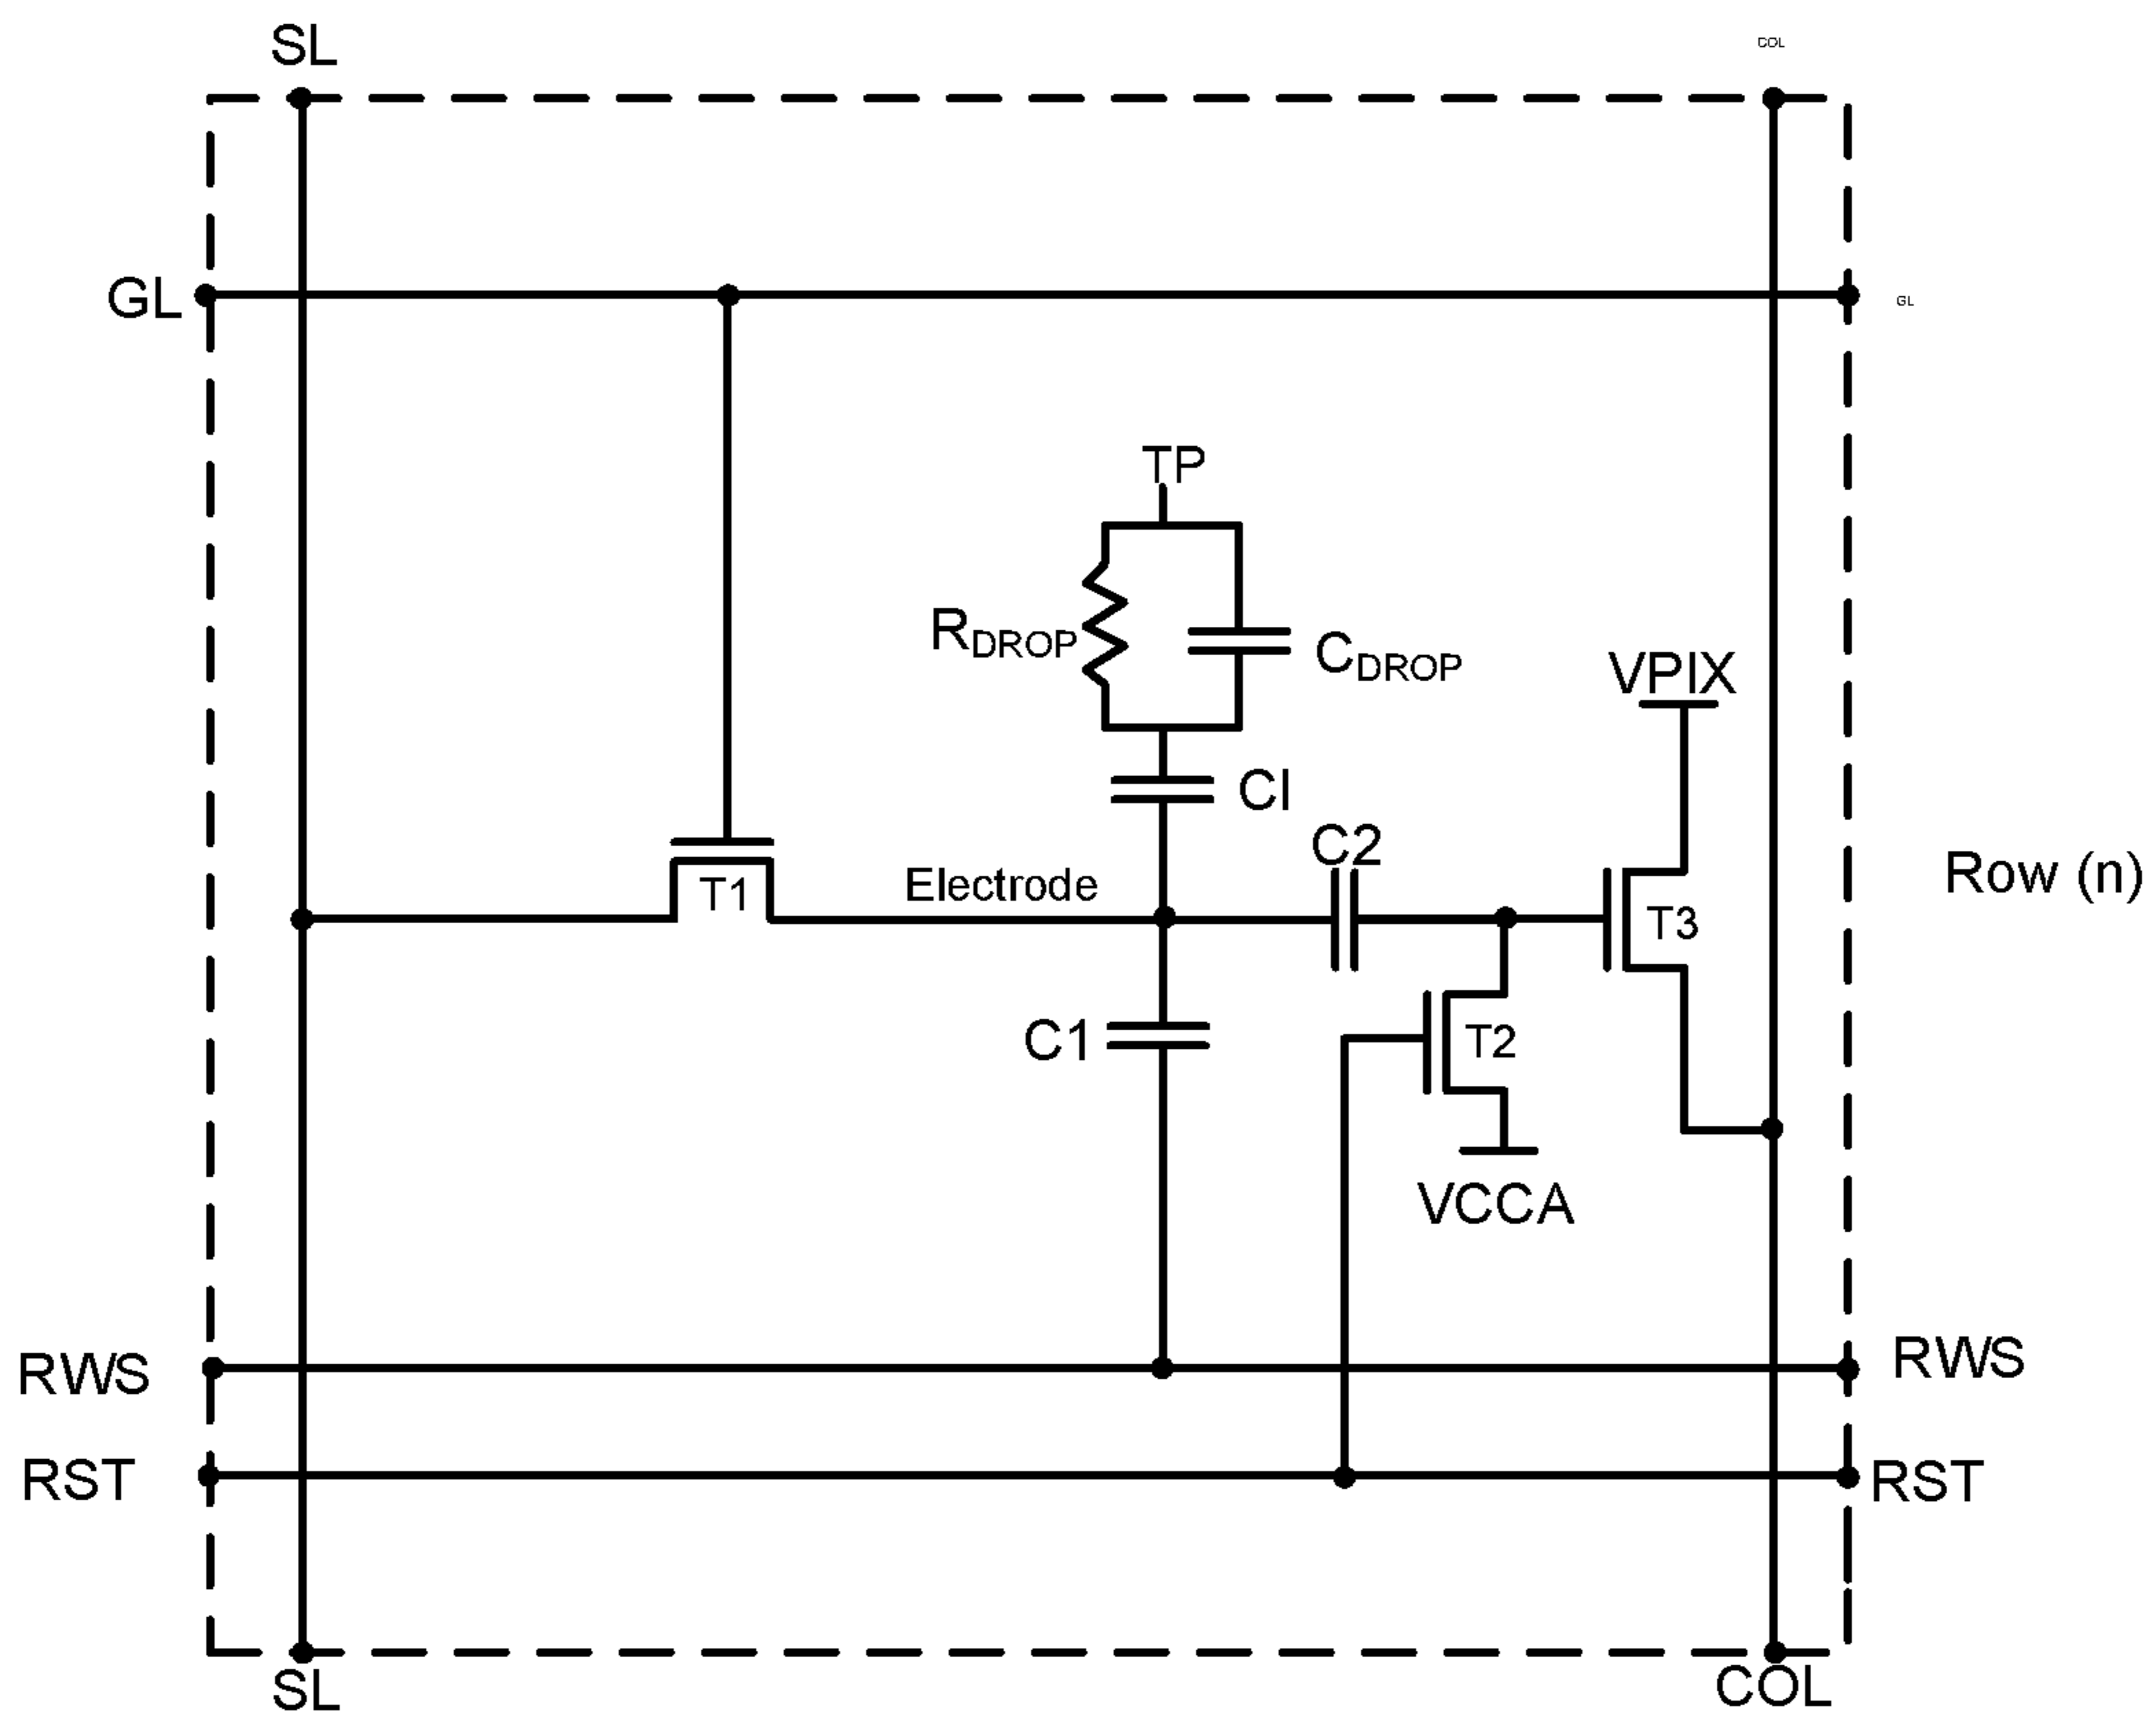 SL
COL
GL
GL
TP
RDROP
CDROP
VPIX
CI
C2
Row (n)
T1
Electrode
T3
C1
T2
VCCA
RWS
RWS
RST
RST
SL
COL